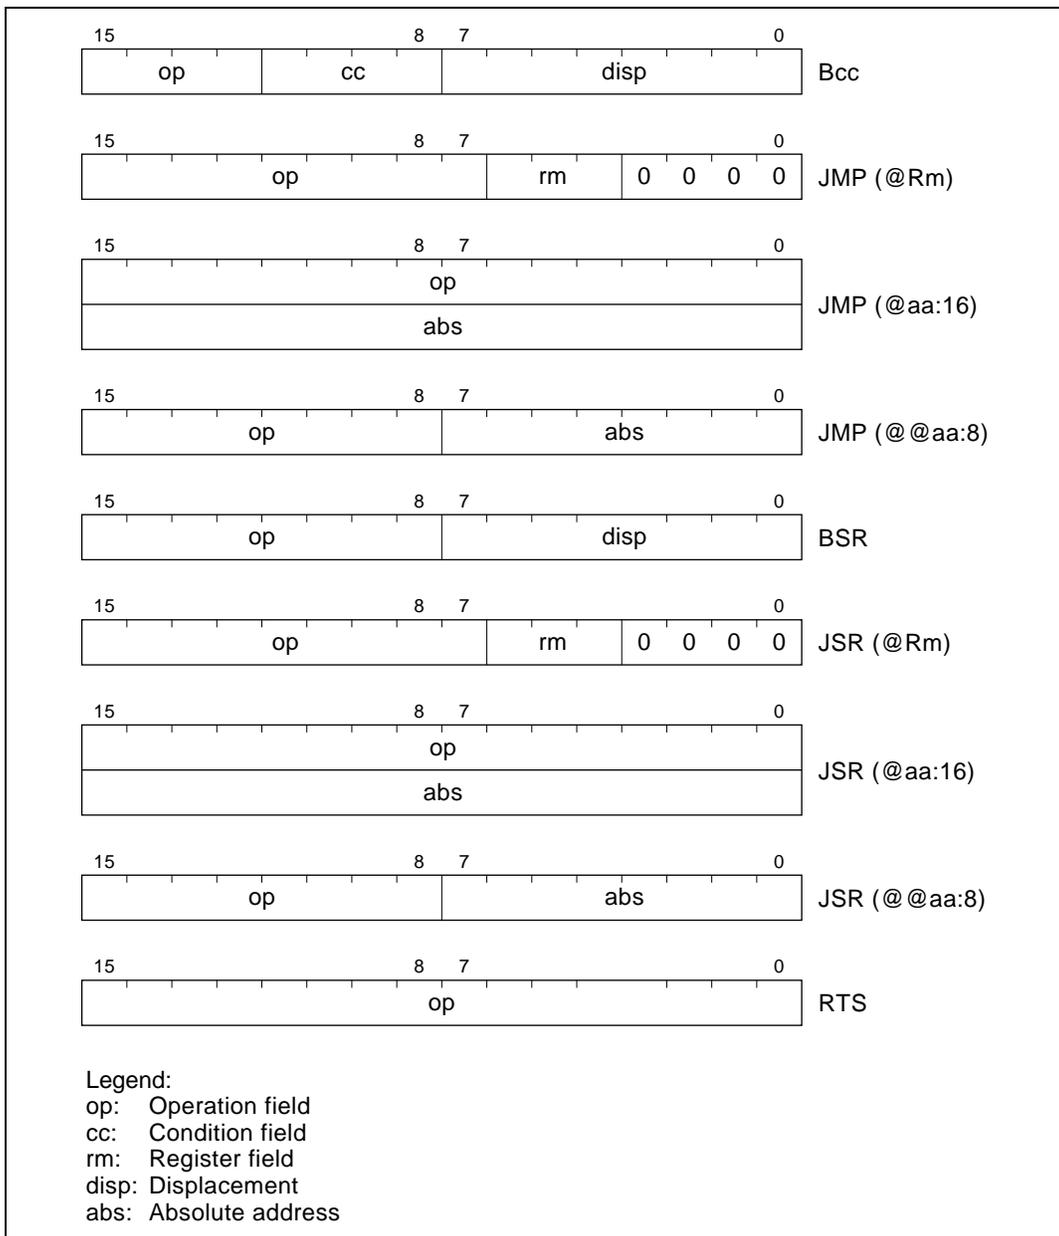 15 8 7 0
op cc disp Bcc
15 8 7 0
op rm 0 0 0 0 JMP (@Rm)
15 8 7 0
op
JMP (@aa:16)
abs
15 8 7 0
op abs JMP (@@aa:8)
15 8 7 0
op disp BSR
15 8 7 0
op rm 0 0 0 0 JSR (@Rm)
15 8 7 0
op
JSR (@aa:16)
abs
15 8 7 0
op abs JSR (@@aa:8)
15 8 7 0
op RTS
Legend:
op: Operation field
cc: Condition field
rm: Register field
disp: Displacement
abs: Absolute address